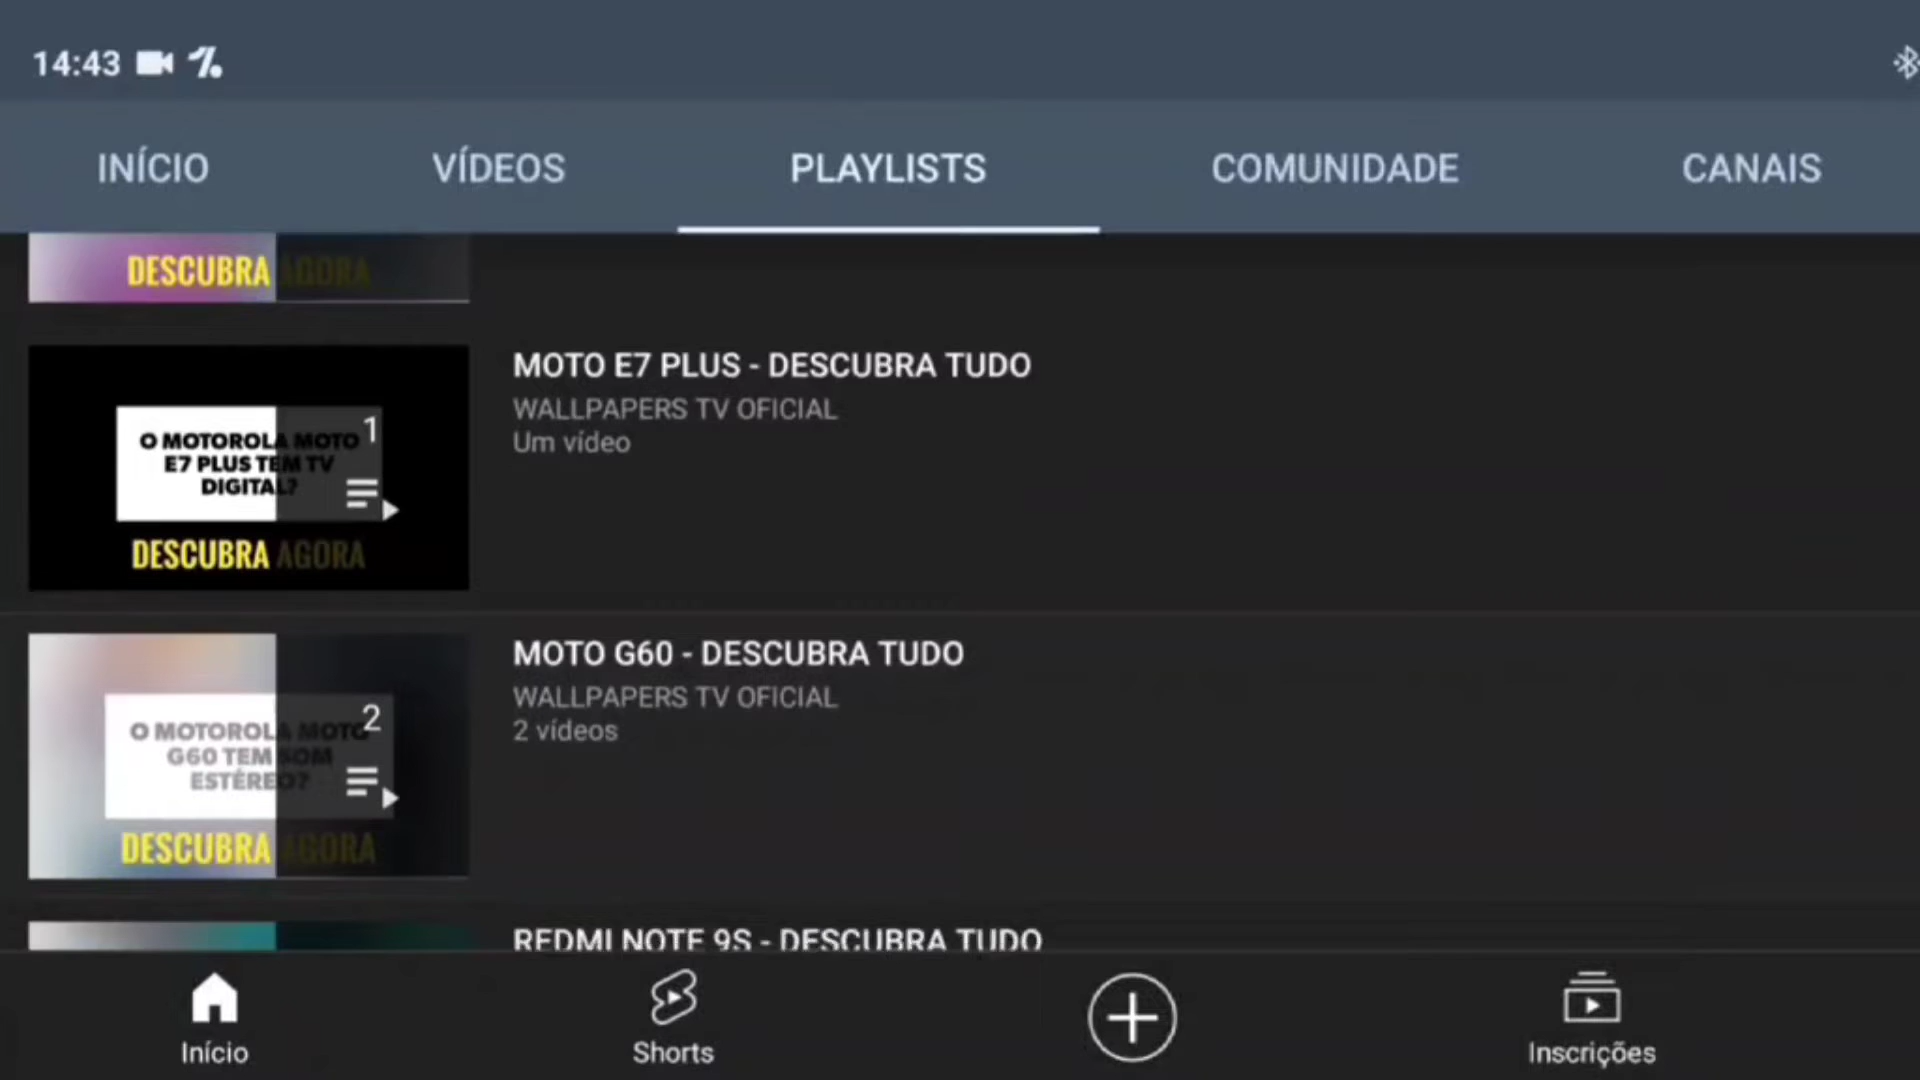 14:43
INÍCIO VÍDEOS PLAYLISTS COMUNIDADE CANAIS
DESCUBRA AGORA
MOTO E7 PLUS - DESCUBRA TUDO
WALLPAPERS TV OFICIAL
Um vídeo
1
O MOTOROLA MOTO
E7 PLUS TEM TV
DIGITAL?
DESCUBRA AGORA
MOTO G60 - DESCUBRA TUDO
WALLPAPERS TV OFICIAL
2 vídeos
2
O MOTOROLA MOTO
G60 TEM SOM
ESTÉREO?
DESCUBRA AGORA
REDMI NOTE 9S - DESCUBRA TUDO
Início Shorts Inscrições